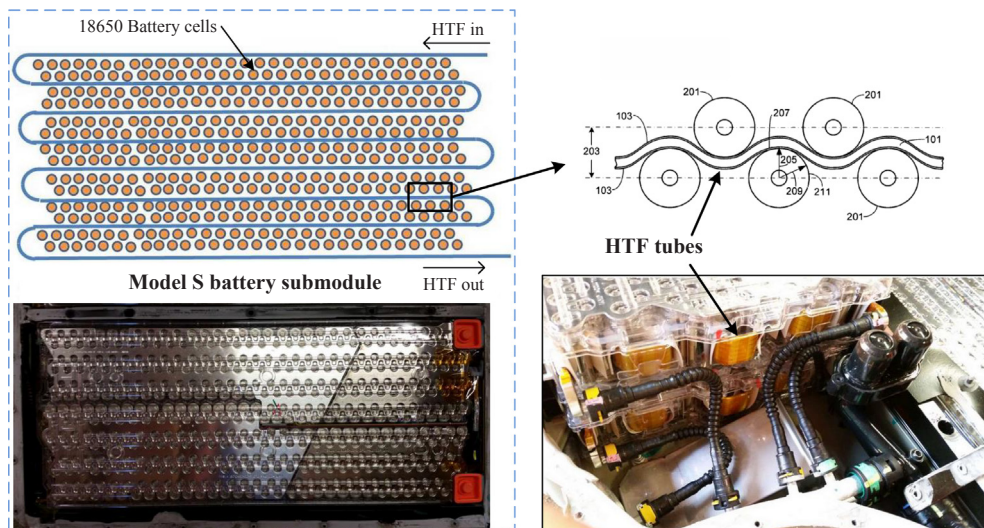 18650 Battery cells
HTF in
Model S battery submodule
HTF out
201
207
201
103
101
203
205
103
209
211
201
HTF tubes